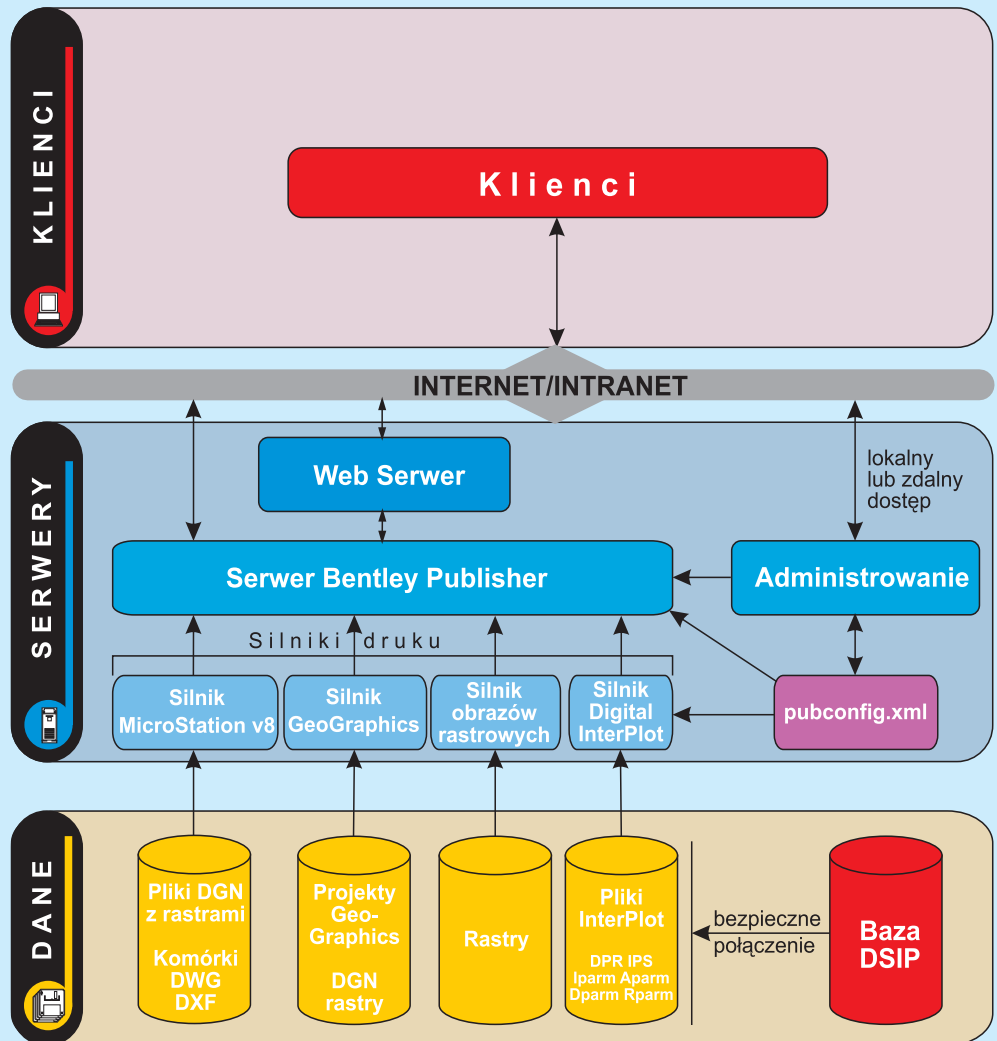 KLIENCI
Klienci
INTERNET/INTRANET
SERWERY
Web Serwer
lokalny
lub zdalny
dostęp
Serwer Bentley Publisher
Administrowanie
Silniki druku
Silnik
MicroStation v8
Silnik
GeoGraphics
Silnik
obrazów
rastrowych
Silnik
Digital
InterPlot
pubconfig.xml
DANE
Pliki DGN
z rastrami
Komórki
DWG
DXF
Projekty
Geo-
Graphics
DGN
rastry
Rastry
Pliki
InterPlot
DPR IPS
Iparm Aparm
Dparm Rparm
bezpieczne
połączenie
Baza
DSIP